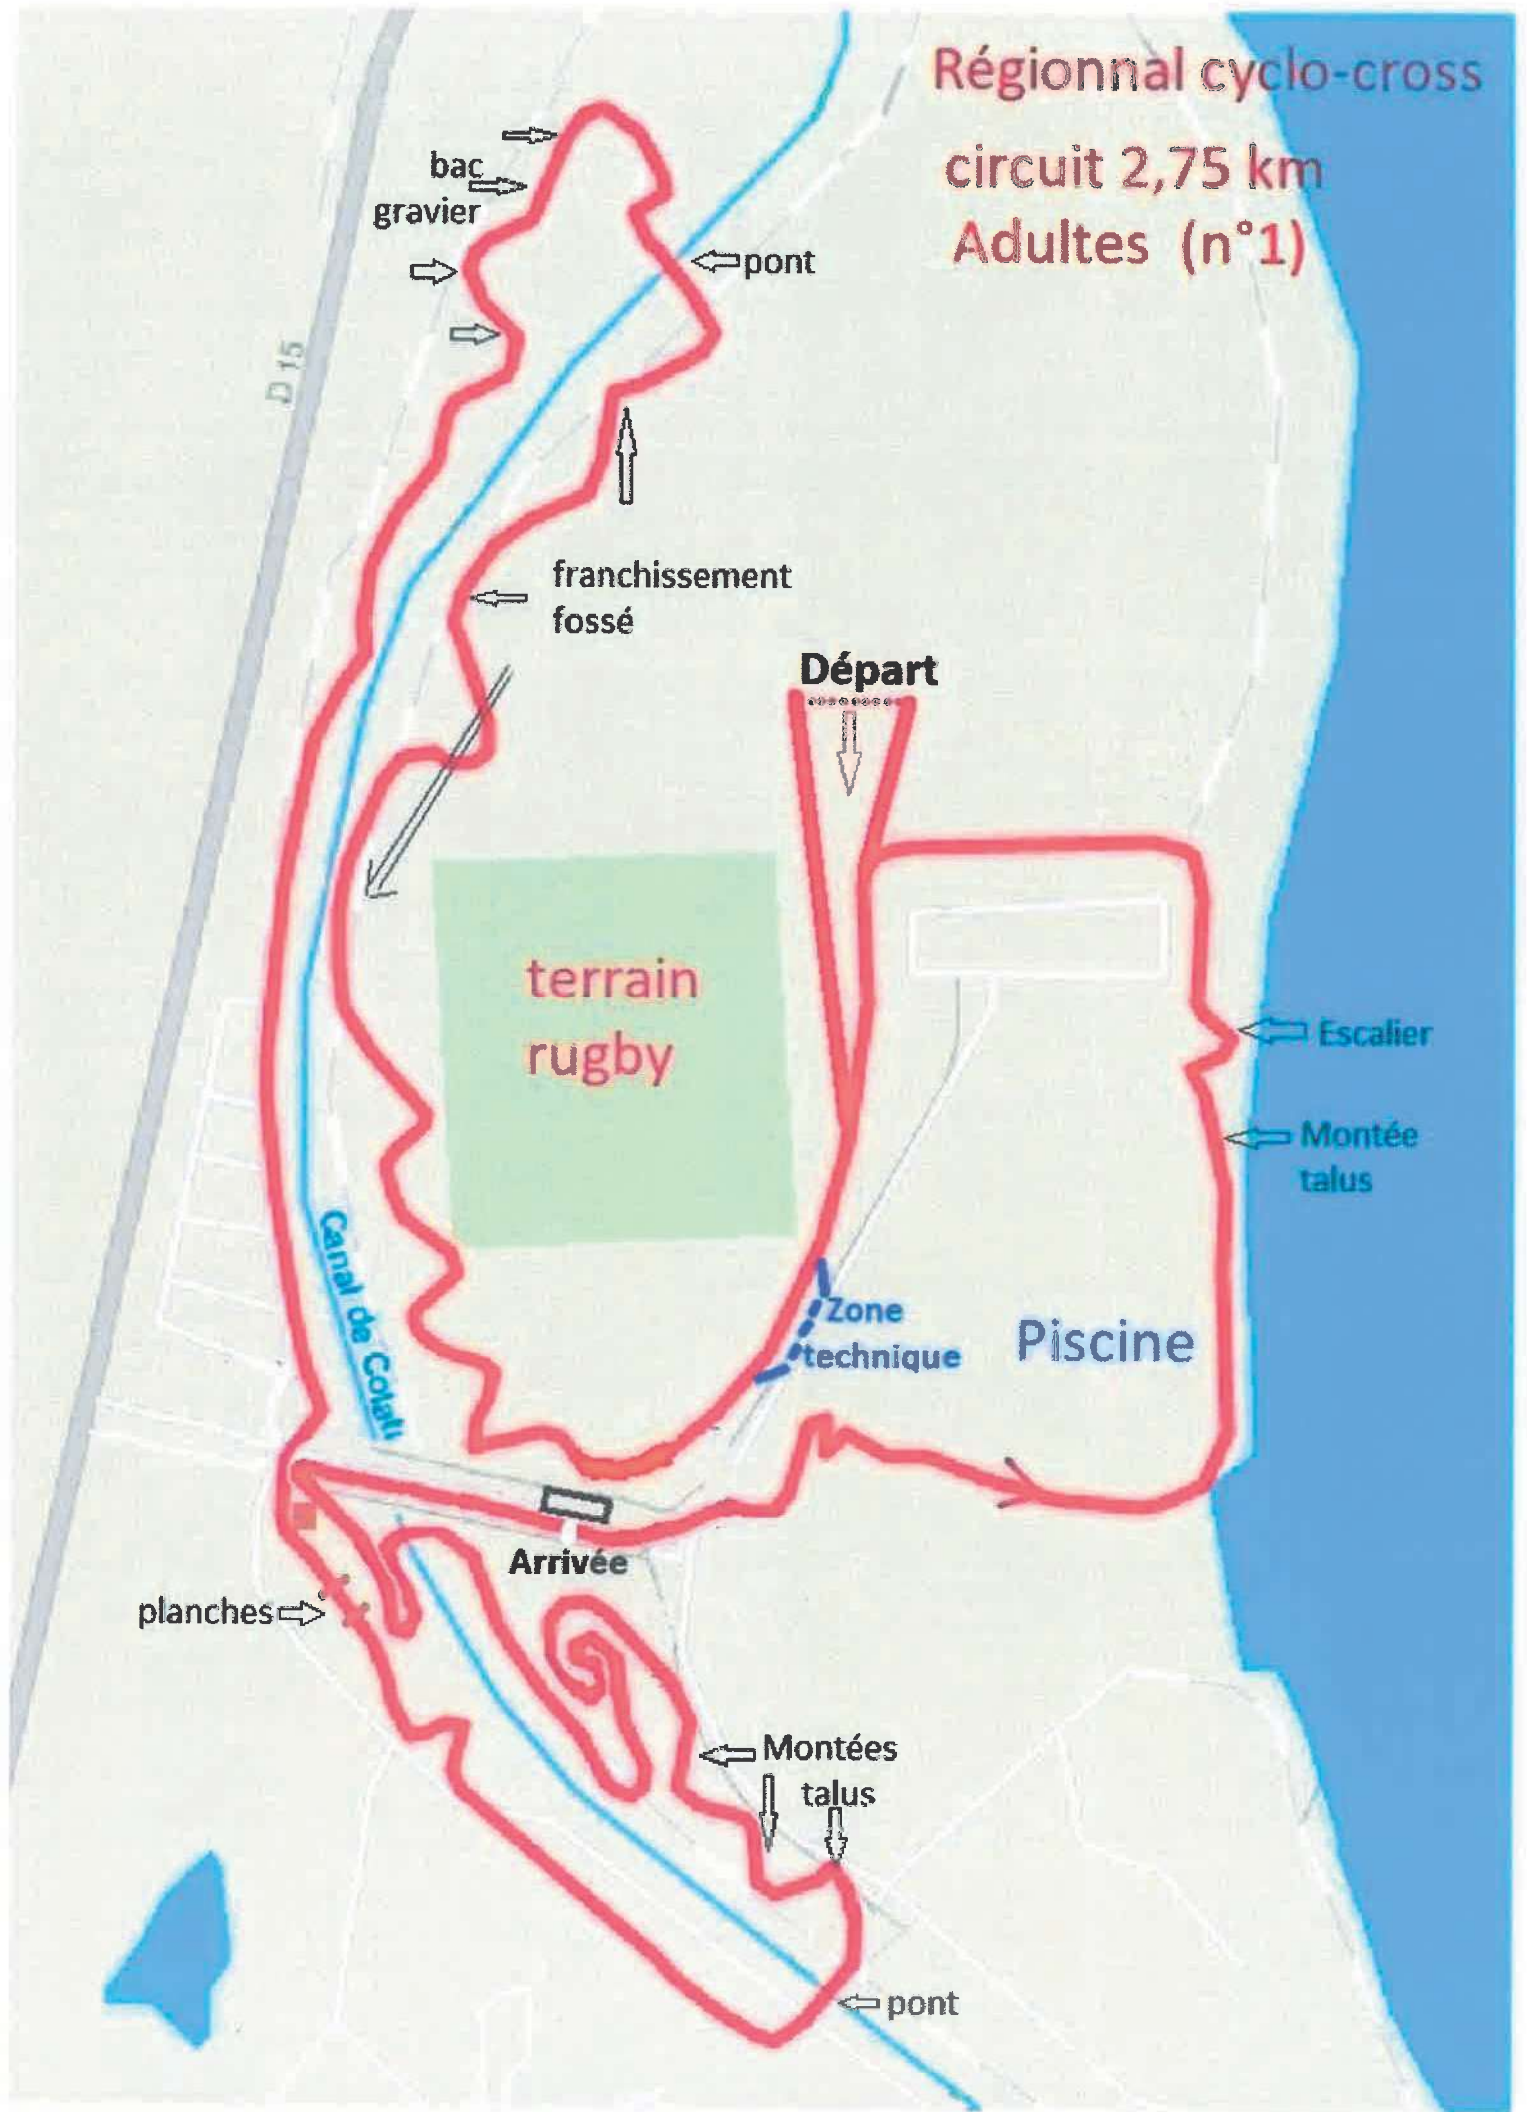 Régionnal cyclo-cross
circuit 2,75 km
Adultes (n°1)
bac
gravier
pont
D 15
franchissement
fossé
Départ
terrain
rugby
Escalier
Montée
talus
Canal de Colati
Zone
technique
Piscine
Arrivée
planches
Montées
talus
pont